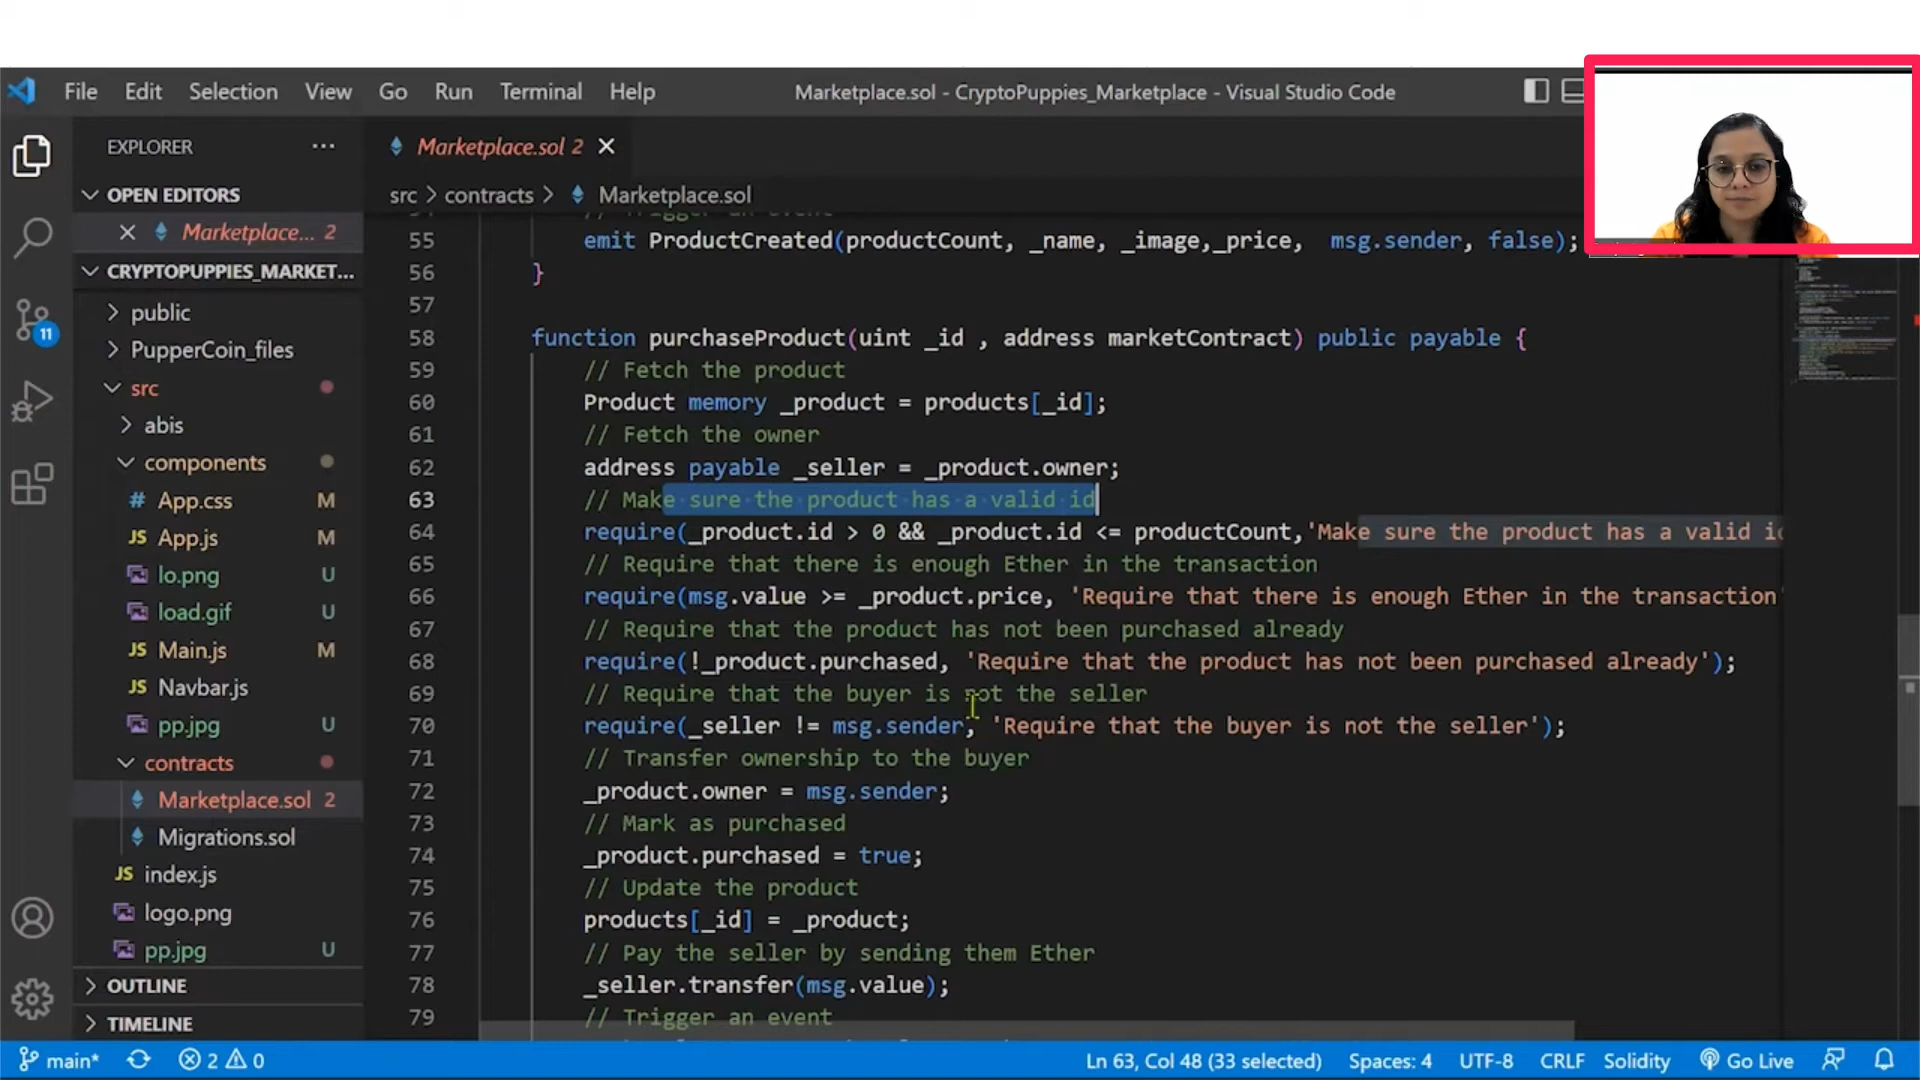 File Edit Selection View Go Run Terminal Help
Marketplace.sol - CryptoPuppies_Marketplace - Visual Studio Code
EXPLORER
OPEN EDITORS
Marketplace... 2
CRYPTOPUPPIES_MARKET...
public
PupperCoin_files
src
abis
components
# App.css M
JS App.js M
lo.png U
load.gif U
JS Main.js M
JS Navbar.js
pp.jpg U
contracts
Marketplace.sol 2
Migrations.sol
JS index.js
logo.png
pp.jpg U
OUTLINE
TIMELINE
11
Marketplace.sol 2
src > contracts > Marketplace.sol
// Trigger an event
55 emit ProductCreated(productCount, _name, _image,_price, msg.sender, false);
56 }
57
58 function purchaseProduct(uint _id , address marketContract) public payable {
59 // Fetch the product
60 Product memory _product = products[_id];
61 // Fetch the owner
62 address payable _seller = _product.owner;
63 // Make sure the product has a valid id
64 require(_product.id > 0 && _product.id <= productCount,'Make sure the product has a valid id
65 // Require that there is enough Ether in the transaction
66 require(msg.value >= _product.price, 'Require that there is enough Ether in the transaction'
67 // Require that the product has not been purchased already
68 require(!_product.purchased, 'Require that the product has not been purchased already');
69 // Require that the buyer is not the seller
70 require(_seller != msg.sender, 'Require that the buyer is not the seller');
71 // Transfer ownership to the buyer
72 _product.owner = msg.sender;
73 // Mark as purchased
74 _product.purchased = true;
75 // Update the product
76 products[_id] = _product;
77 // Pay the seller by sending them Ether
78 _seller.transfer(msg.value);
79 // Trigger an event
main* 2 0
Ln 63, Col 48 (33 selected) Spaces: 4 UTF-8 CRLF Solidity Go Live